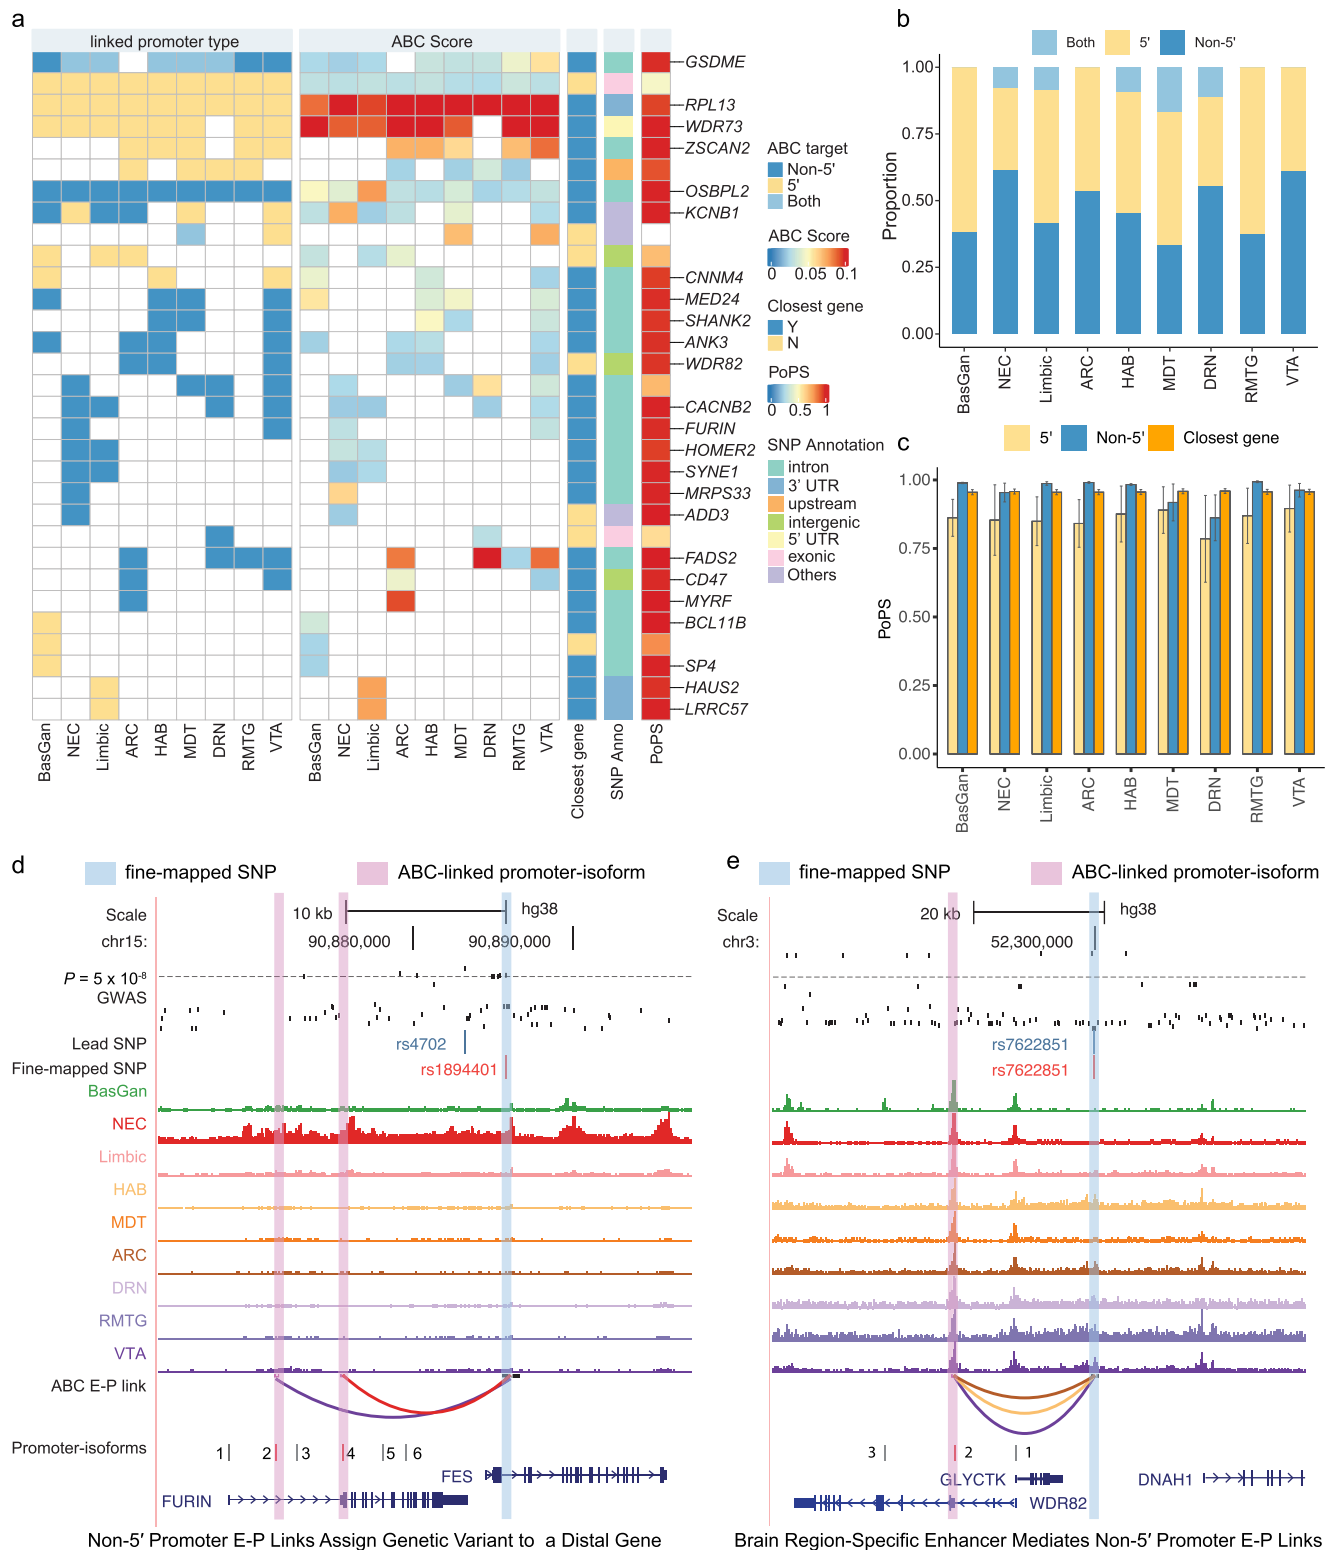 a
linked promoter type
ABC Score
GSDME
RPL13
WDR73
ZSCAN2
OSBPL2
KCNB1
CNNM4
MED24
SHANK2
ANK3
WDR82
CACNB2
FURIN
HOMER2
SYNE1
MRPS33
ADD3
FADS2
CD47
MYRF
BCL11B
SP4
HAUS2
LRRC57
BasGan NEC Limbic ARC HAB MDT DRN RMTG VTA
BasGan NEC Limbic ARC HAB MDT DRN RMTG VTA
Closest gene
SNP Anno
PoPS
ABC target
Non-5'
5'
Both
ABC Score
0 0.05 0.1
Closest gene
Y
N
PoPS
0 0.5 1
SNP Annotation
intron
3' UTR
upstream
intergenic
5' UTR
exonic
Others
b
Both 5' Non-5'
Proportion
1.00
0.75
0.50
0.25
0.00
BasGan NEC Limbic ARC HAB MDT DRN RMTG VTA
c
5' Non-5' Closest gene
PoPS
1.00
0.75
0.50
0.25
0.00
BasGan NEC Limbic ARC HAB MDT DRN RMTG VTA
d
fine-mapped SNP
ABC-linked promoter-isoform
Scale
10 kb
hg38
chr15:
90,880,000
90,890,000
P = 5 x 10-8
GWAS
Lead SNP
rs4702
Fine-mapped SNP
rs1894401
BasGan
NEC
Limbic
HAB
MDT
ARC
DRN
RMTG
VTA
ABC E-P link
Promoter-isoforms
1 2 3 4 5 6
FES
FURIN
Non-5' Promoter E-P Links Assign Genetic Variant to a Distal Gene
e
fine-mapped SNP
ABC-linked promoter-isoform
Scale
20 kb
hg38
chr3:
52,300,000
rs7622851
rs7622851
3 2 1
GLYCTK
DNAH1
WDR82
Brain Region-Specific Enhancer Mediates Non-5' Promoter E-P Links